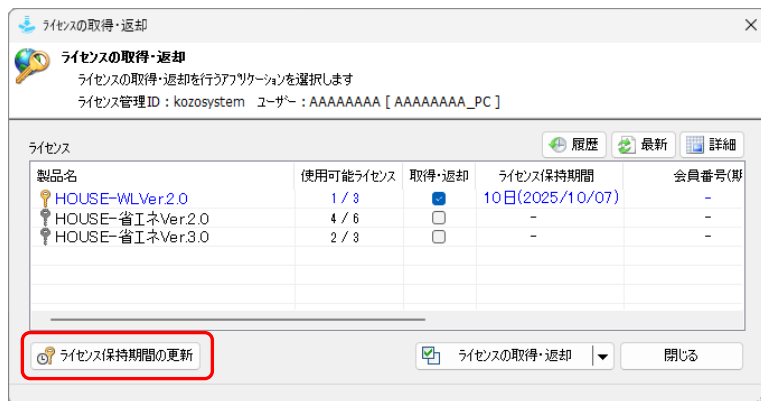 ライセンスの取得・返却
ライセンスの取得・返却
ライセンスの取得・返却を行うアプリケーションを選択します
ライセンス管理ID：kozosystem ユーザー：AAAAAAAA [ AAAAAAAA_PC ]
ライセンス 履歴 最新 詳細
製品名 使用可能ライセンス 取得・返却 ライセンス保持期間 会員番号(期
HOUSE-WLVer.2.0 1 / 3 10日(2025/10/07) -
HOUSE-省エネVer.2.0 4 / 6 - -
HOUSE-省エネVer.3.0 2 / 3 - -
ライセンス保持期間の更新 ライセンスの取得・返却 閉じる